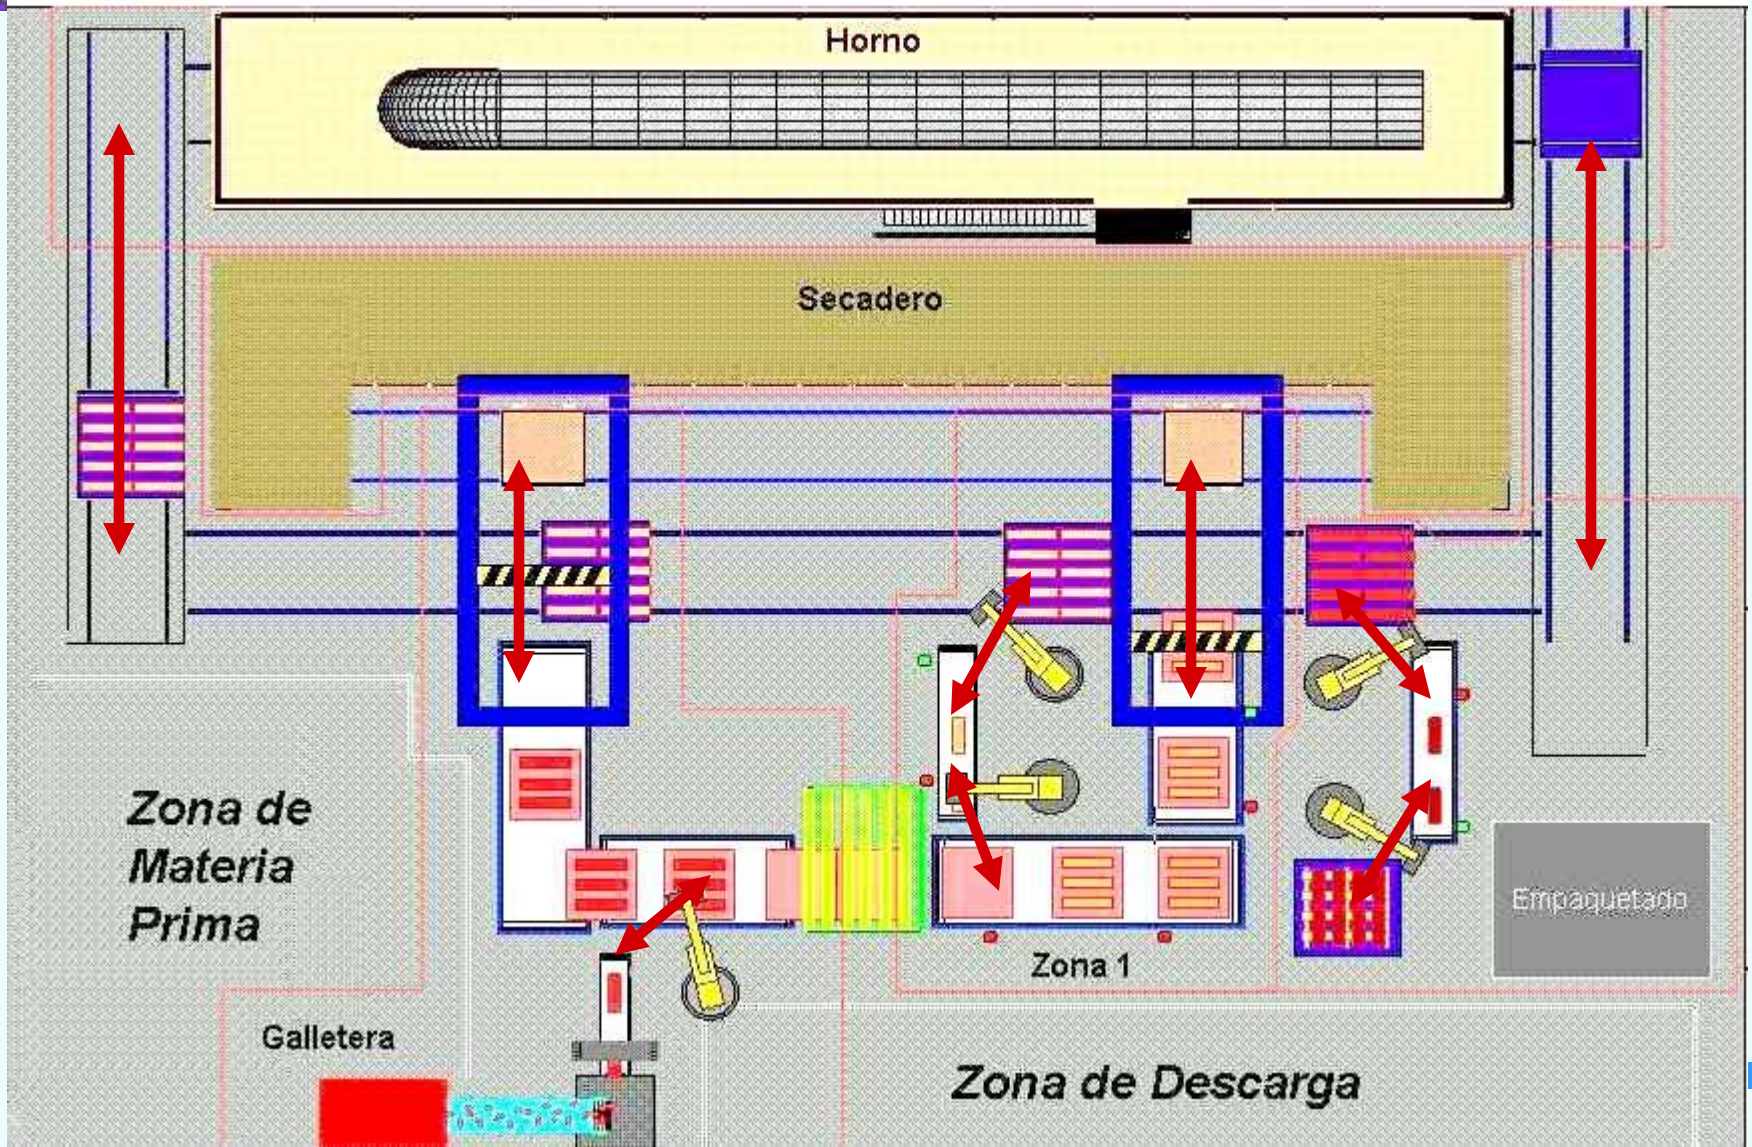 Horno
Secadero
Zona de
Materia
Prima
Empaquetado
Zona 1
Galletera
Zona de Descarga